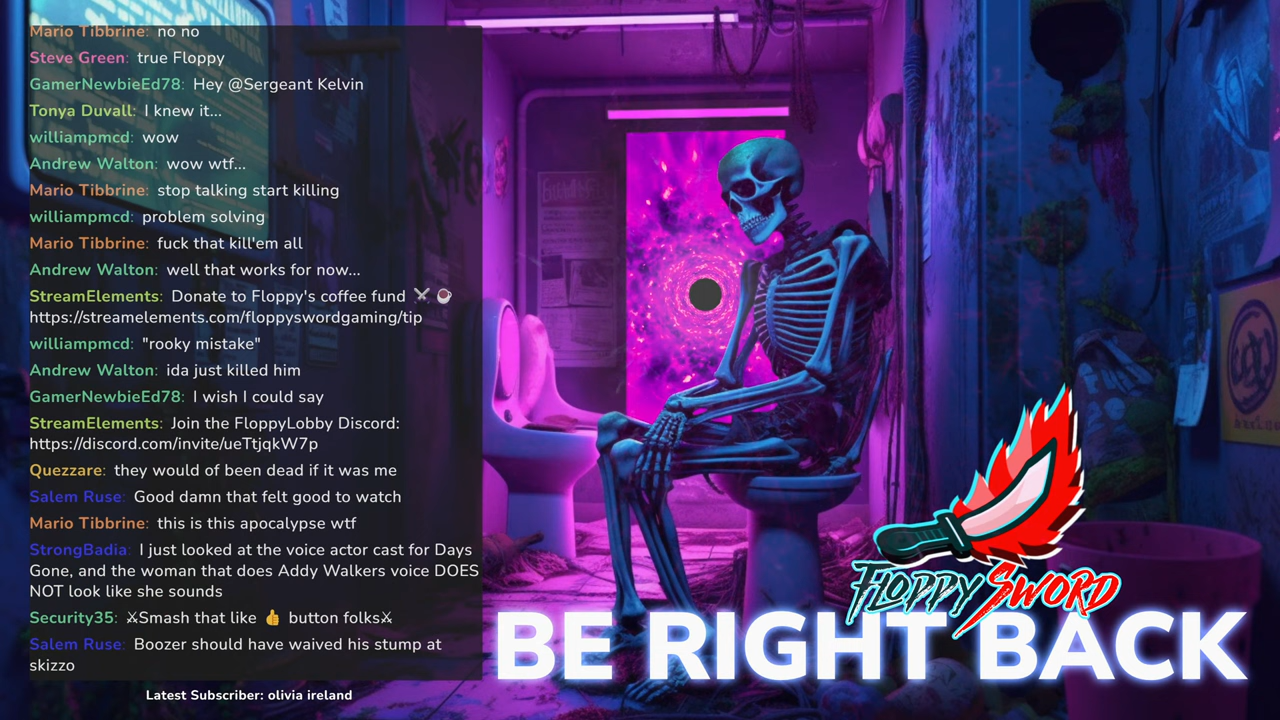 Mario Tibbrine: no no
Steve Green: true Floppy
GamerNewbieEd78: Hey @Sergeant Kelvin
Tonya Duvall: I knew it...
williampmcd: wow
Andrew Walton: wow wtf...
Mario Tibbrine: stop talking start killing
williampmcd: problem solving
Mario Tibbrine: fuck that kill'em all
Andrew Walton: well that works for now...
StreamElements: Donate to Floppy's coffee fund ⚔ ☕
https://streamelements.com/floppyswordgaming/tip
williampmcd: "rooky mistake"
Andrew Walton: ida just killed him
GamerNewbieEd78: I wish I could say
StreamElements: Join the FloppyLobby Discord:
https://discord.com/invite/ueTtjqkW7p
Quezzare: they would of been dead if it was me
Salem Ruse: Good damn that felt good to watch
Mario Tibbrine: this is this apocalypse wtf
StrongBadia: I just looked at the voice actor cast for Days
Gone, and the woman that does Addy Walkers voice DOES
NOT look like she sounds
Security35: ⚔Smash that like 👍 button folks⚔
Salem Ruse: Boozer should have waived his stump at
skizzo
Latest Subscriber: olivia ireland
FLOPPY SWORD
BE RIGHT BACK